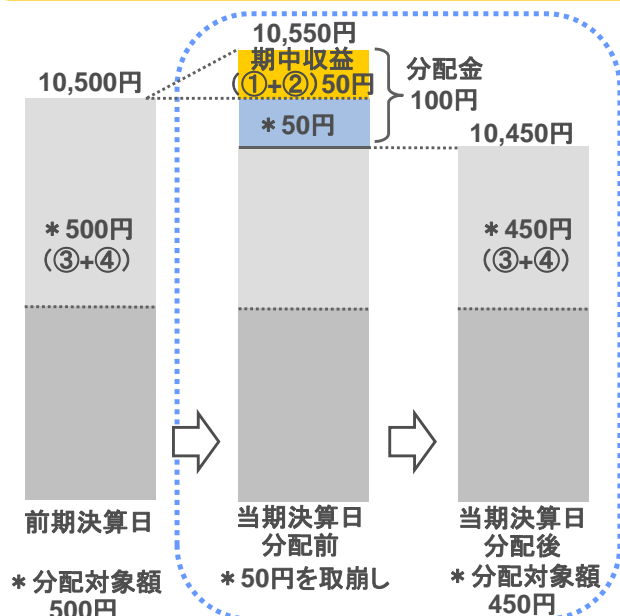 10,550円
期中収益
(①+②)50円
分配金
100円
10,500円
＊50円
10,450円
＊500円
(③+④)
＊450円
(③+④)
前期決算日
当期決算日
分配前
当期決算日
分配後
＊分配対象額
500円
＊50円を取崩し
＊分配対象額
450円